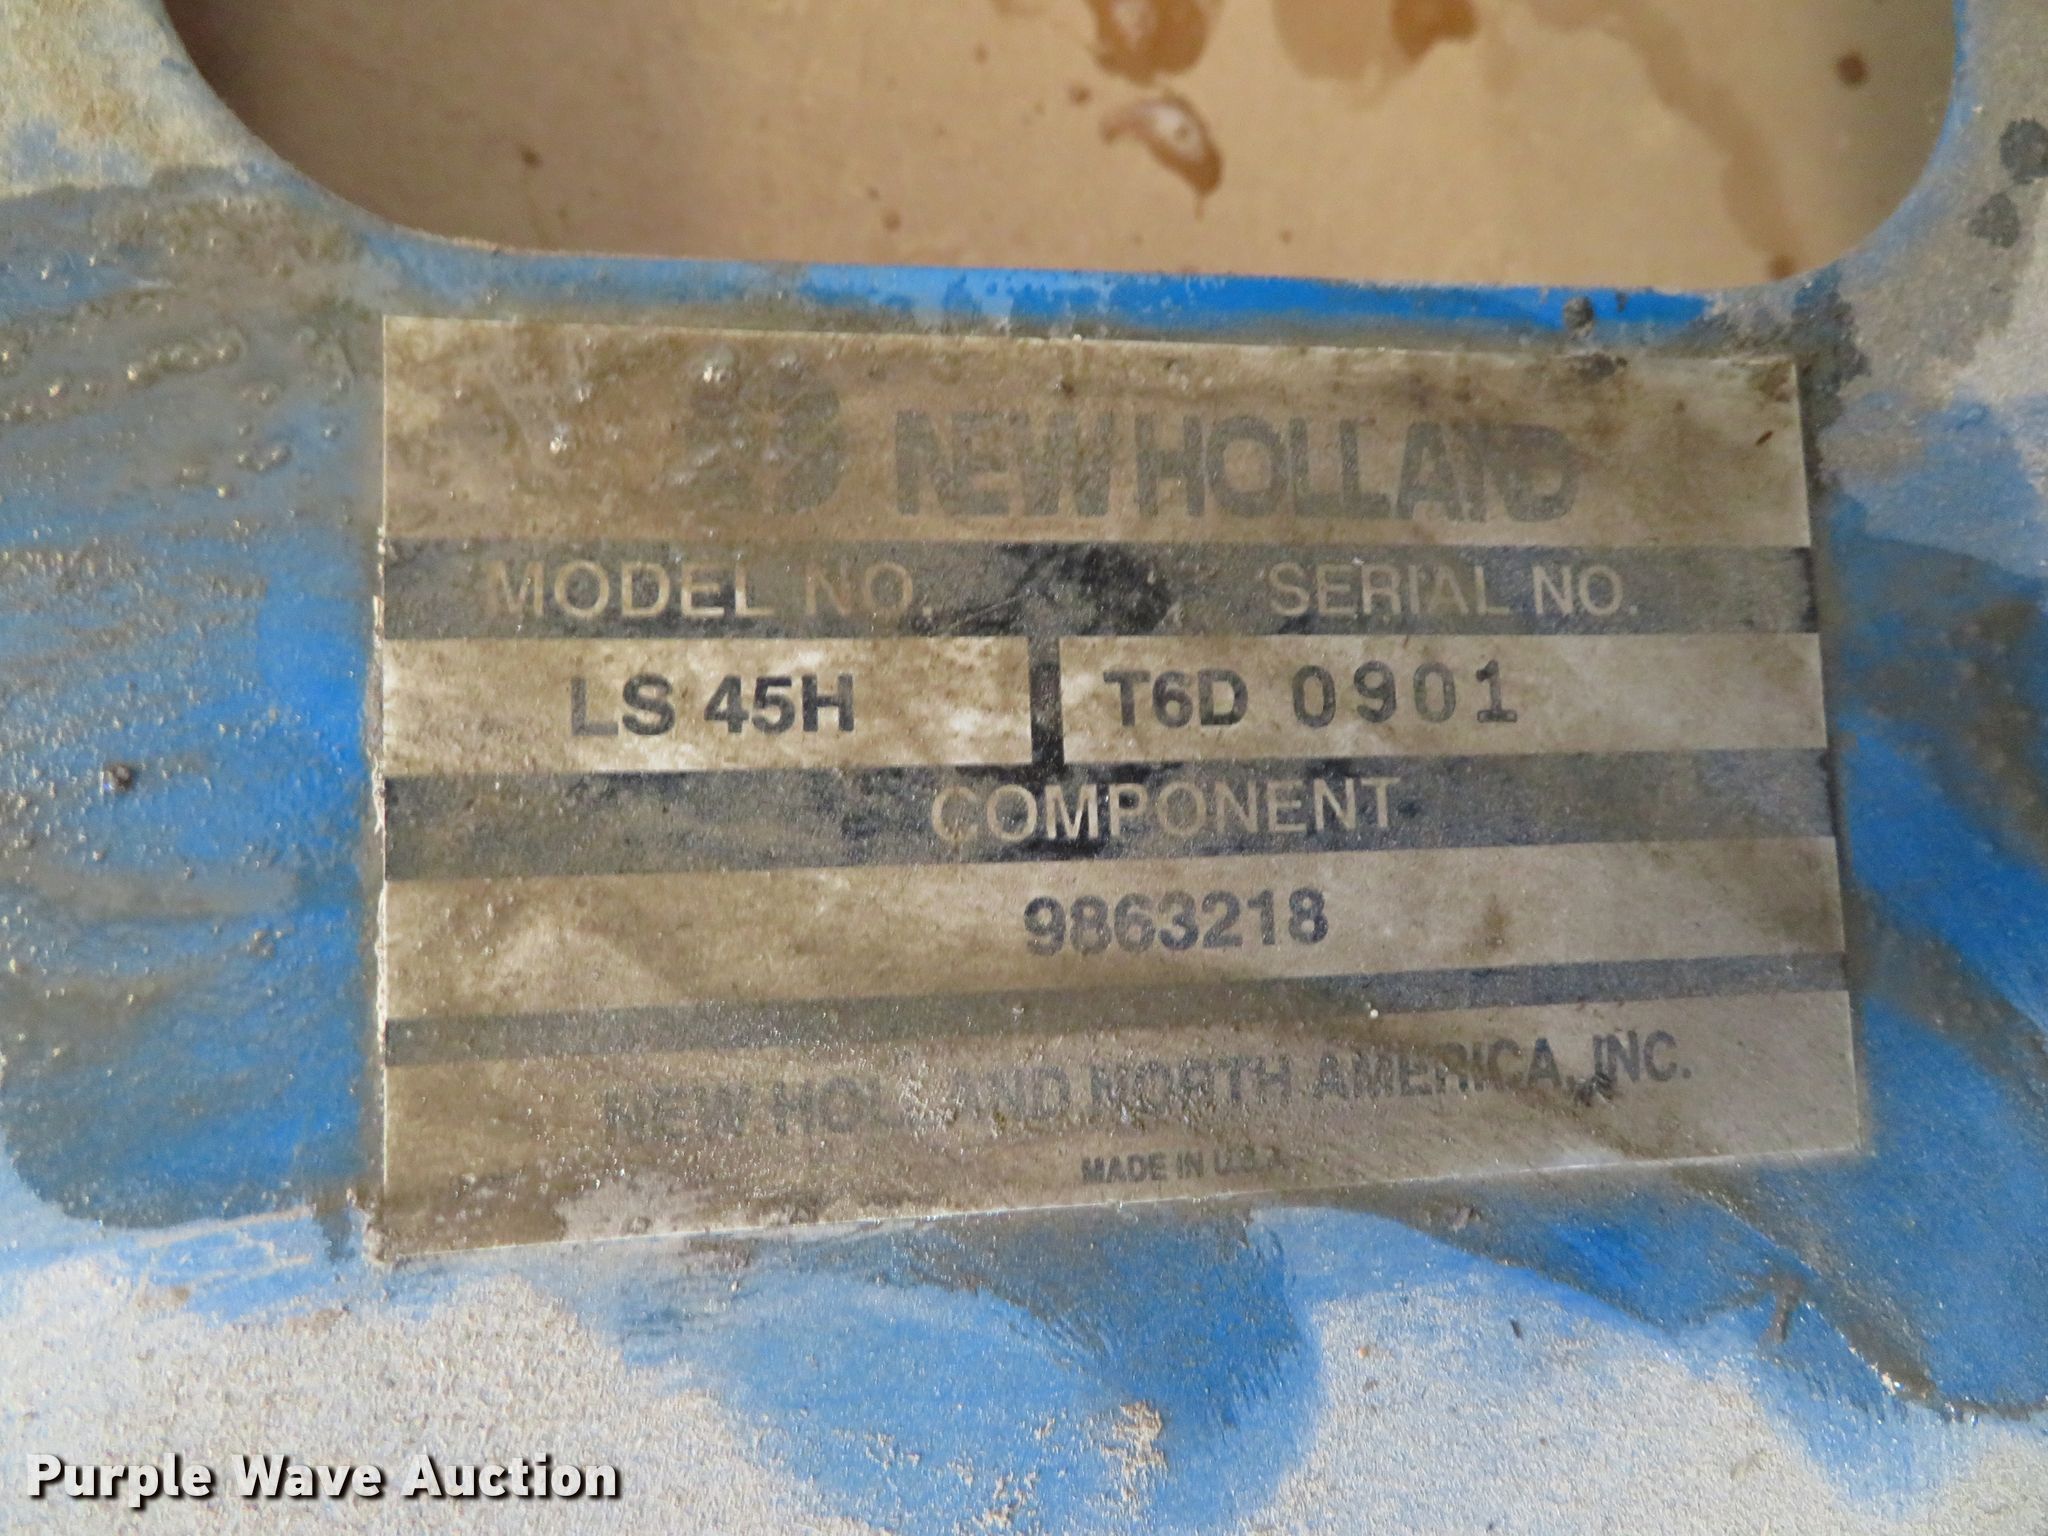 NEW HOLLAND
MODEL NO. SERIAL NO.
LS 45H T6D 0901
COMPONENT
9863218
NEW HOLLAND NORTH AMERICA, INC.
MADE IN U.S.A.
Purple Wave Auction